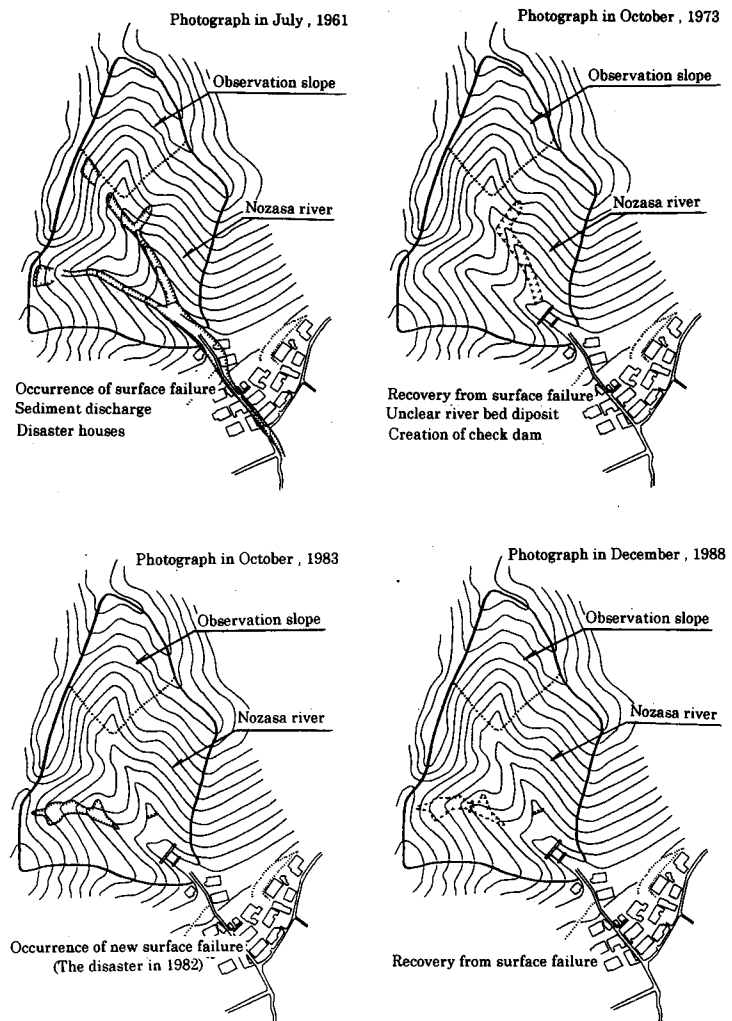 Photograph in July , 1961
Observation slope
Nozasa river
Occurrence of surface failure
Sediment discharge
Disaster houses
Photograph in October , 1973
Observation slope
Nozasa river
Recovery from surface failure
Unclear river bed diposit
Creation of check dam
Photograph in October , 1983
Observation slope
Nozasa river
Occurrence of new surface failure
(The disaster in 1982)
Photograph in December , 1988
Observation slope
Nozasa river
Recovery from surface failure